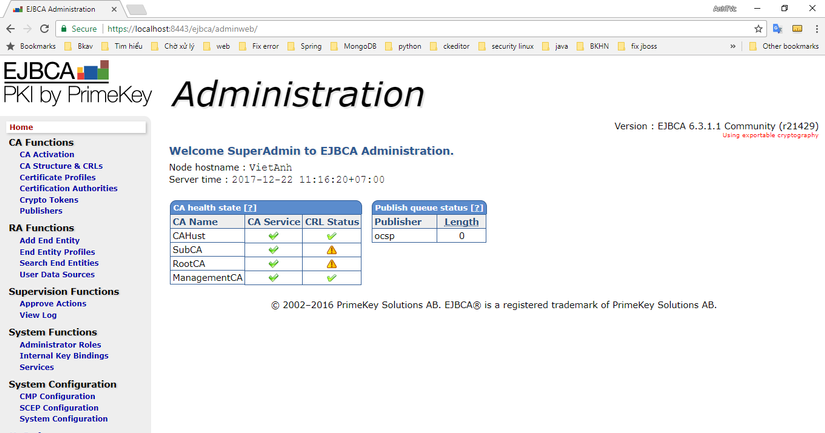 AnhTVc
EJBCA Administration
Secure https://localhost:8443/ejbca/adminweb/
Bookmarks Bkav Tìm hiểu Chờ xử lý web Fix error Spring MongoDB python ckeditor security linux java BKHN fix jboss » Other bookmarks
EJBCA
PKI by PrimeKey
Administration
Version : EJBCA 6.3.1.1 Community (r21429)
Using exportable cryptography
Home
CA Functions
CA Activation
CA Structure & CRLs
Certificate Profiles
Certification Authorities
Crypto Tokens
Publishers
RA Functions
Add End Entity
End Entity Profiles
Search End Entities
User Data Sources
Supervision Functions
Approve Actions
View Log
System Functions
Administrator Roles
Internal Key Bindings
Services
System Configuration
CMP Configuration
SCEP Configuration
System Configuration
Welcome SuperAdmin to EJBCA Administration.
Node hostname : VietAnh
Server time : 2017-12-22 11:16:20+07:00
CA health state [?]
CA Name CA Service CRL Status
CAHust
SubCA
RootCA
ManagementCA
Publish queue status [?]
Publisher Length
ocsp 0
© 2002–2016 PrimeKey Solutions AB. EJBCA® is a registered trademark of PrimeKey Solutions AB.